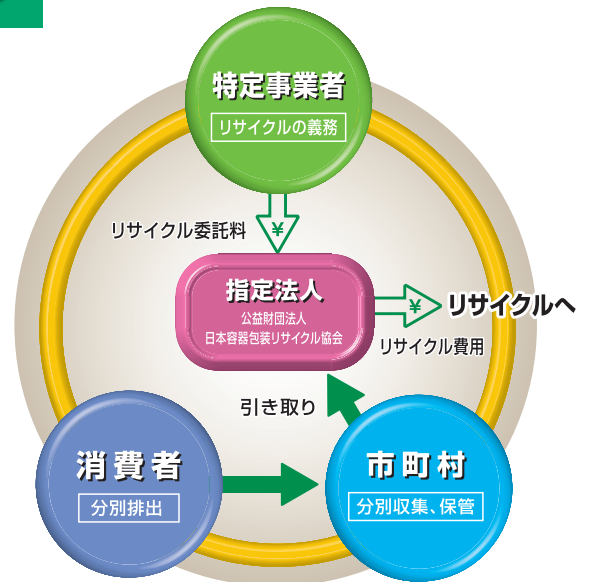 特定事業者
リサイクルの義務
リサイクル委託料
¥
指定法人
公益財団法人
日本容器包装リサイクル協会
¥
リサイクルへ
リサイクル費用
引き取り
消費者
分別排出
市町村
分別収集、保管